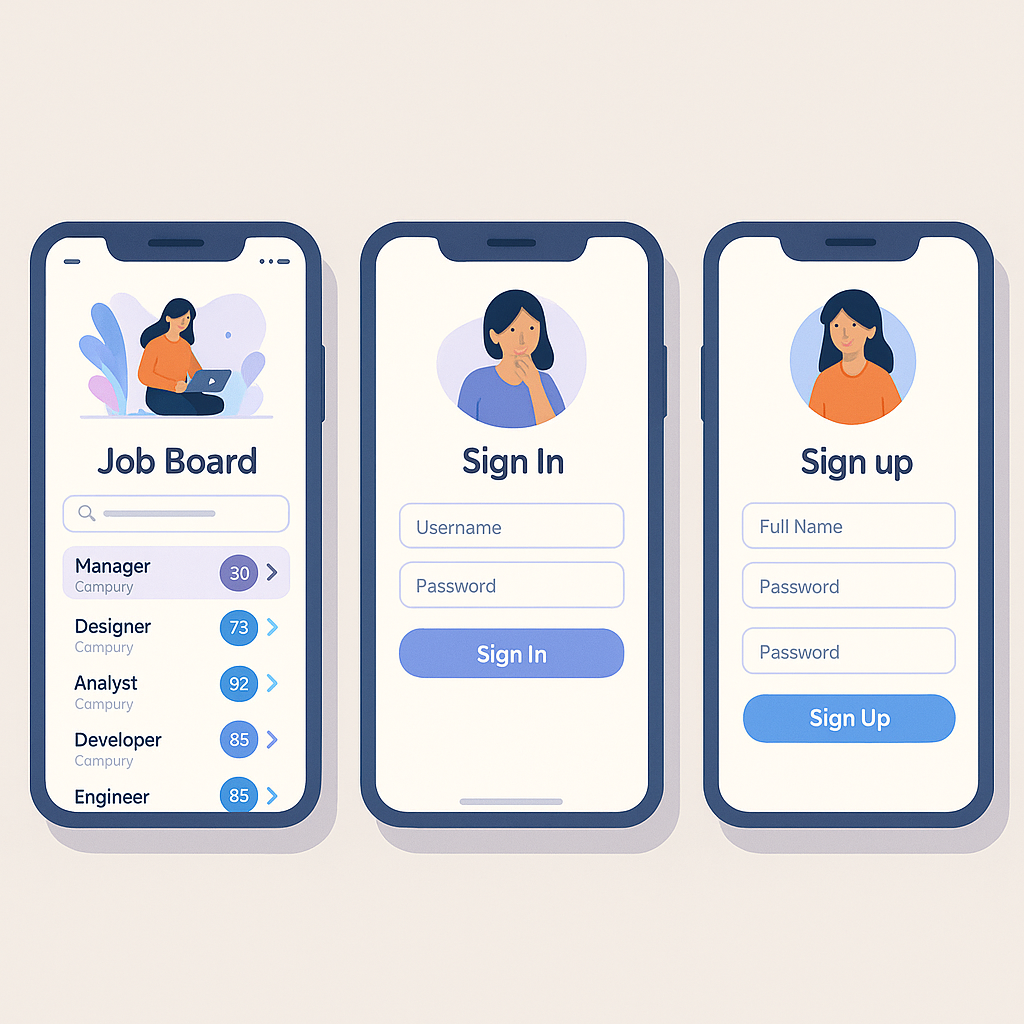 Job Board
Manager
Campury
30
Designer
Campury
73
Analyst
Campury
92
Developer
Campury
85
Engineer
85
Sign In
Username
Password
Sign In
Sign up
Full Name
Password
Password
Sign Up